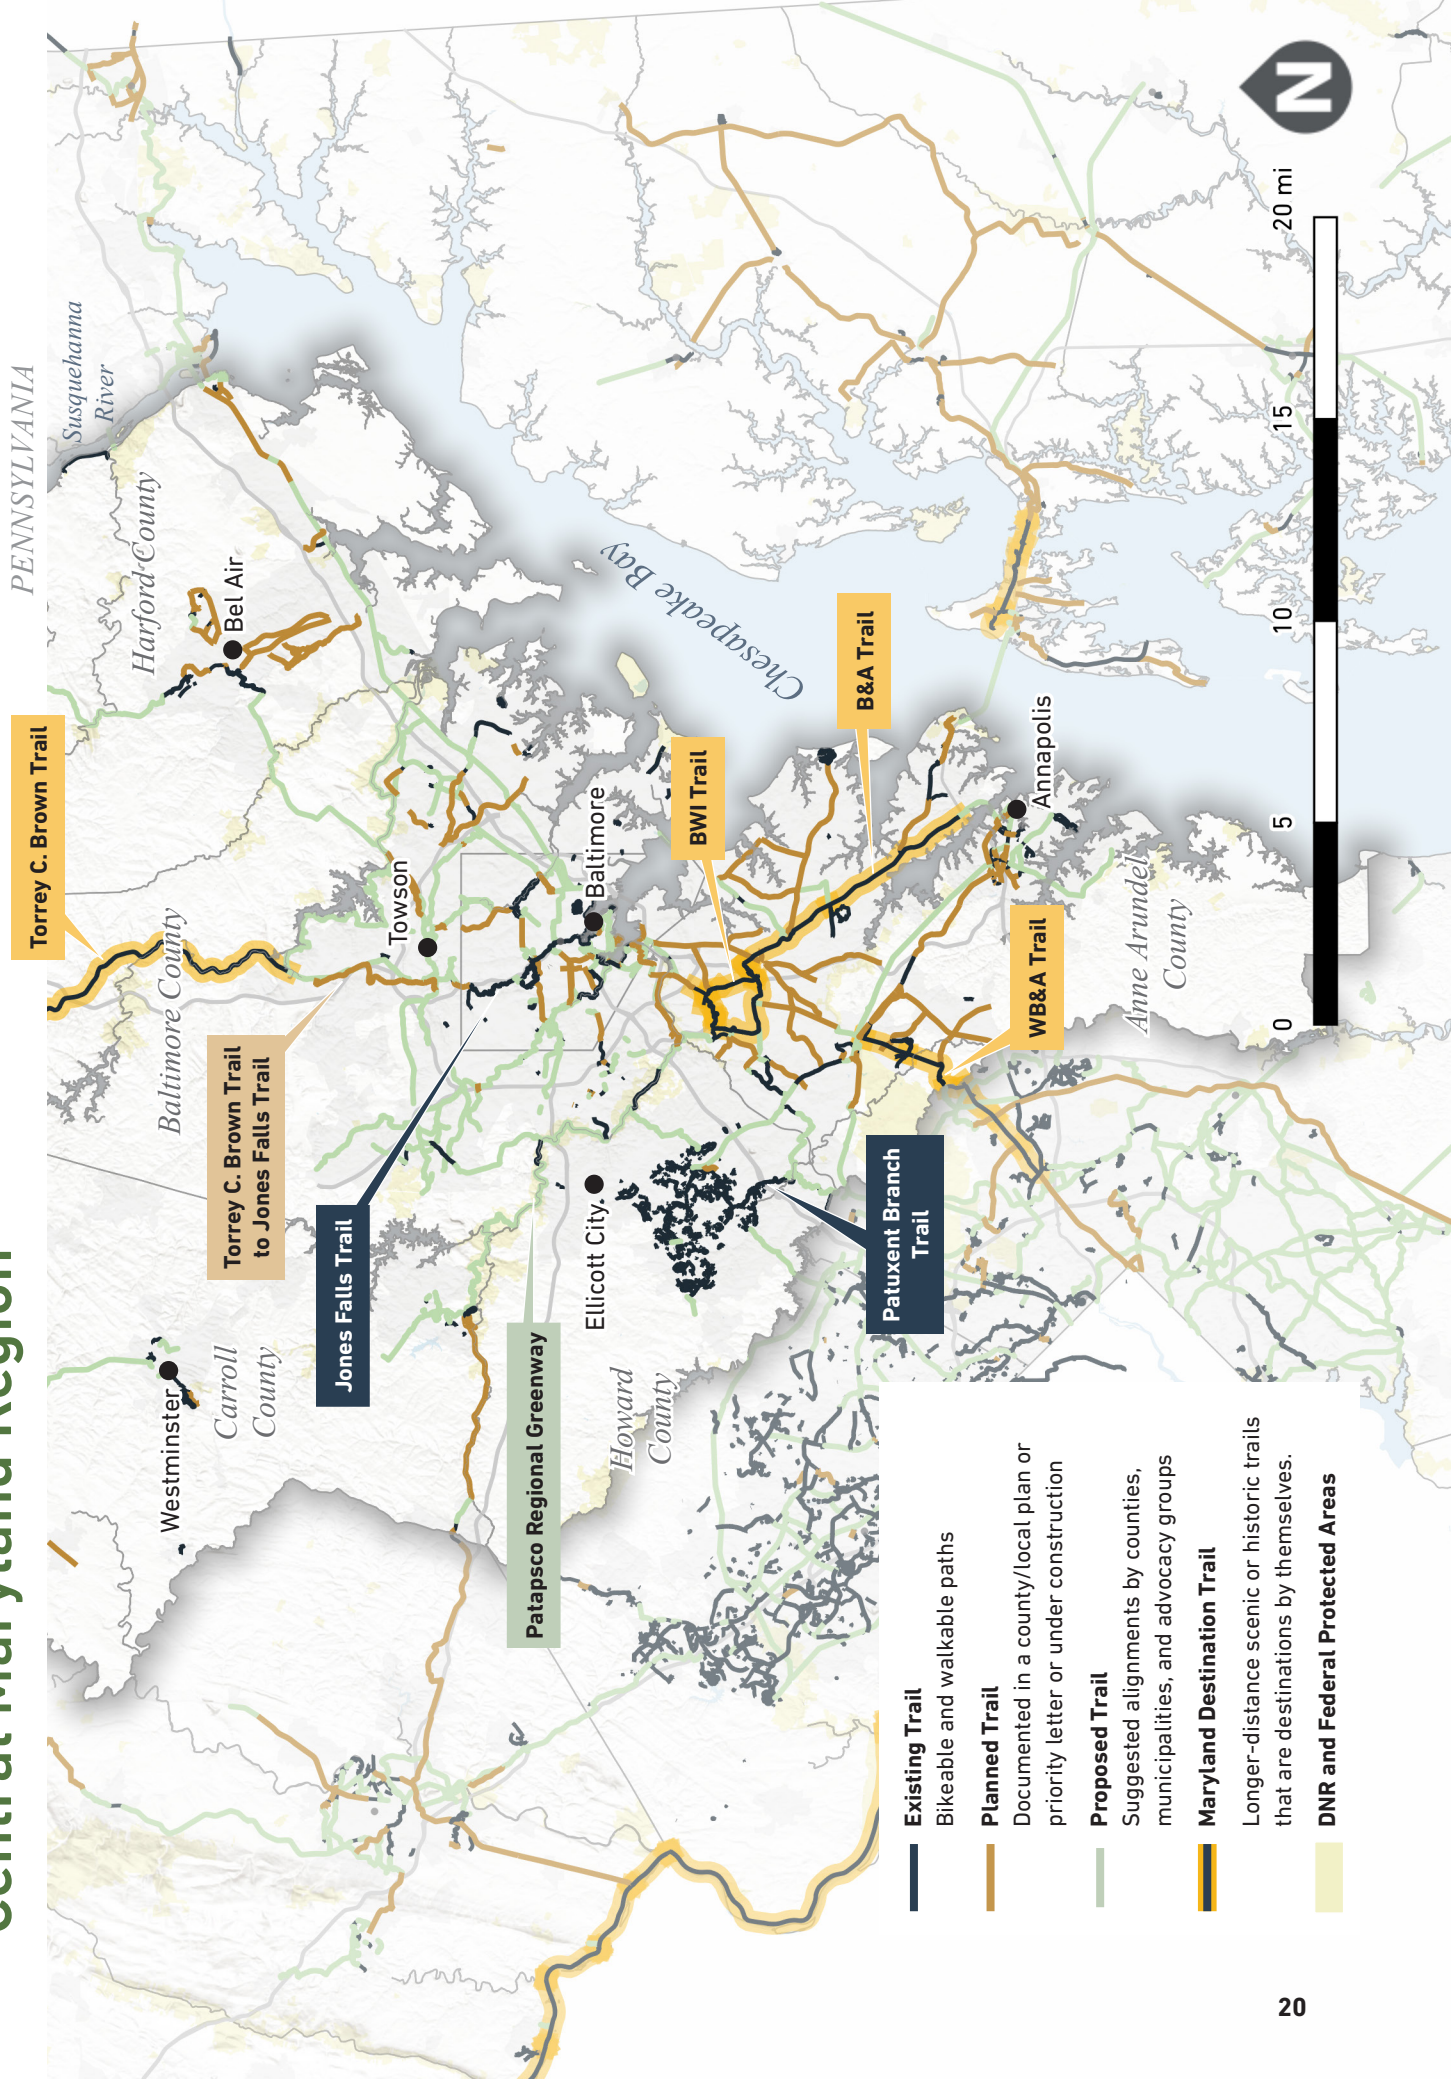 Central Maryland Region
PENNSYLVANIA
Susquehanna
River
Harford County
Bel Air
Torrey C. Brown Trail
Baltimore County
Towson
Torrey C. Brown Trail
to Jones Falls Trail
Jones Falls Trail
Westminster
Carroll
County
Patapsco Regional Greenway
Ellicott City
Howard
County
Baltimore
Chesapeake Bay
BWI Trail
B&A Trail
Annapolis
WB&A Trail
Anne Arundel
County
Patuxent Branch
Trail
Existing Trail
Bikeable and walkable paths
Planned Trail
Documented in a county/local plan or
priority letter or under construction
Proposed Trail
Suggested alignments by counties,
municipalities, and advocacy groups
Maryland Destination Trail
Longer-distance scenic or historic trails
that are destinations by themselves.
DNR and Federal Protected Areas
0 5 10 15 20 mi
N
20